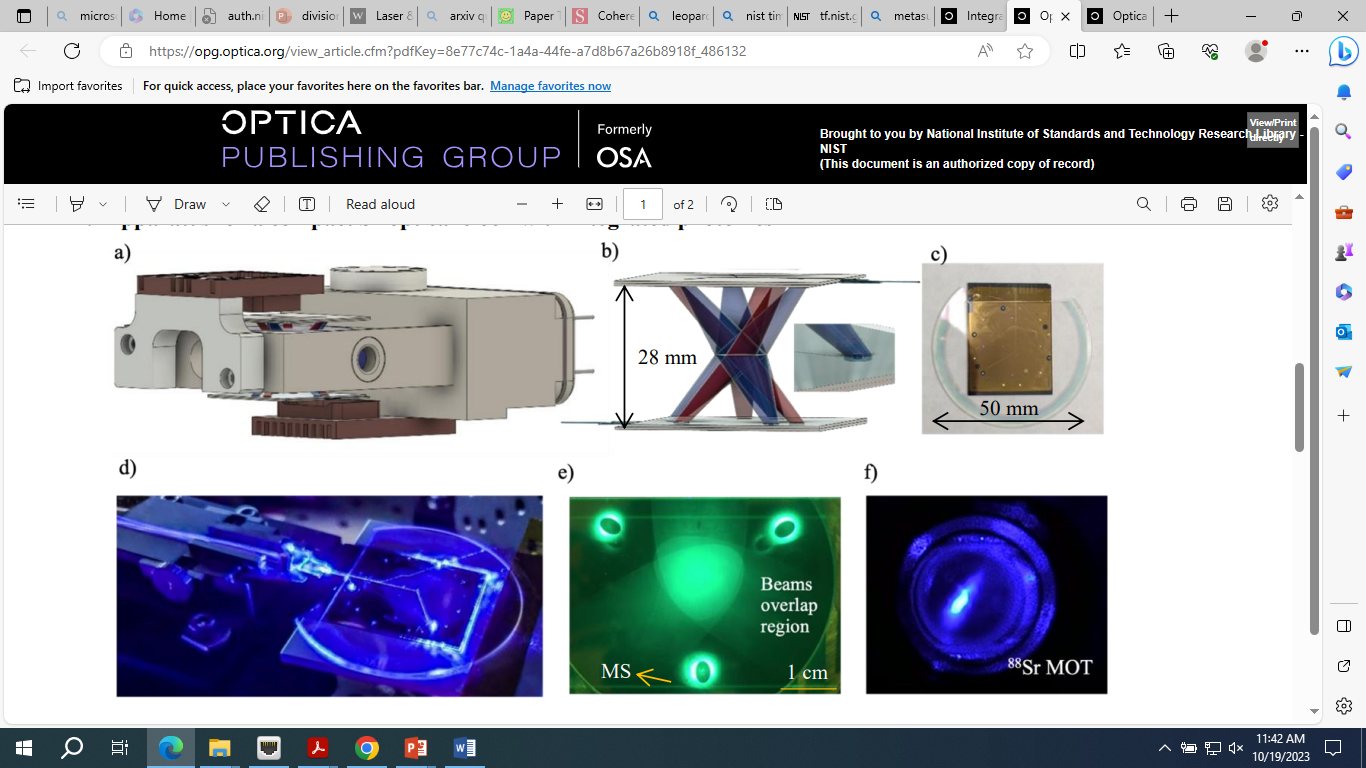 micros
Home
auth.ni
division
Laser &
arxiv qu
Paper T
Cohere
leopard
nist tim
NIST tf.nist.g
metasu
Integra
Op
Optica
https://opg.optica.org/view_article.cfm?pdfKey=8e77c74c-1a4a-44fe-a7d8b67a26b8918f_486132
Import favorites
For quick access, place your favorites here on the favorites bar. Manage favorites now
OPTICA
PUBLISHING GROUP
Formerly
OSA
Brought to you by National Institute of Standards and Technology Research Library -
NIST
(This document is an authorized copy of record)
View/Print
directly
Draw
Read aloud
1 of 2
a)
b)
28 mm
c)
50 mm
d)
e)
Beams
overlap
region
MS
1 cm
f)
⁸⁸Sr MOT
11:42 AM
10/19/2023